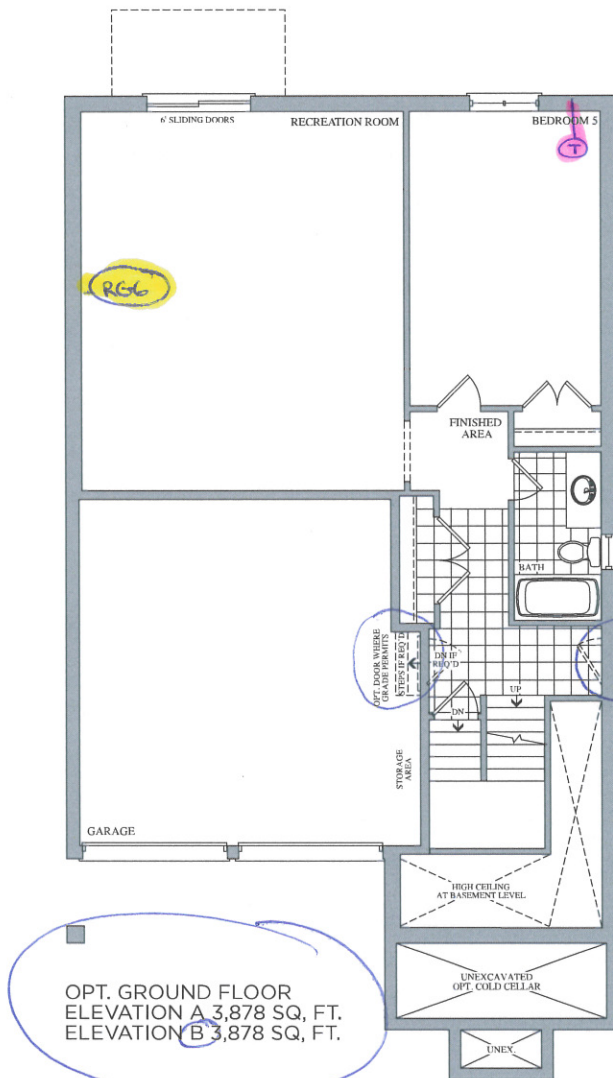 6' SLIDING DOORS
RECREATION ROOM
BEDROOM 5
T
RG6
FINISHED
AREA
BATH
OPT. DOOR WHERE
GRADE PERMITS
STEPS IF REQ'D
DN IF
REQ'D
UP
DN
STORAGE
AREA
GARAGE
HIGH CEILING
AT BASEMENT LEVEL
UNEXCAVATED
OPT. COLD CELLAR
UNEX.
OPT. GROUND FLOOR
ELEVATION A 3,878 SQ, FT.
ELEVATION B 3,878 SQ, FT.